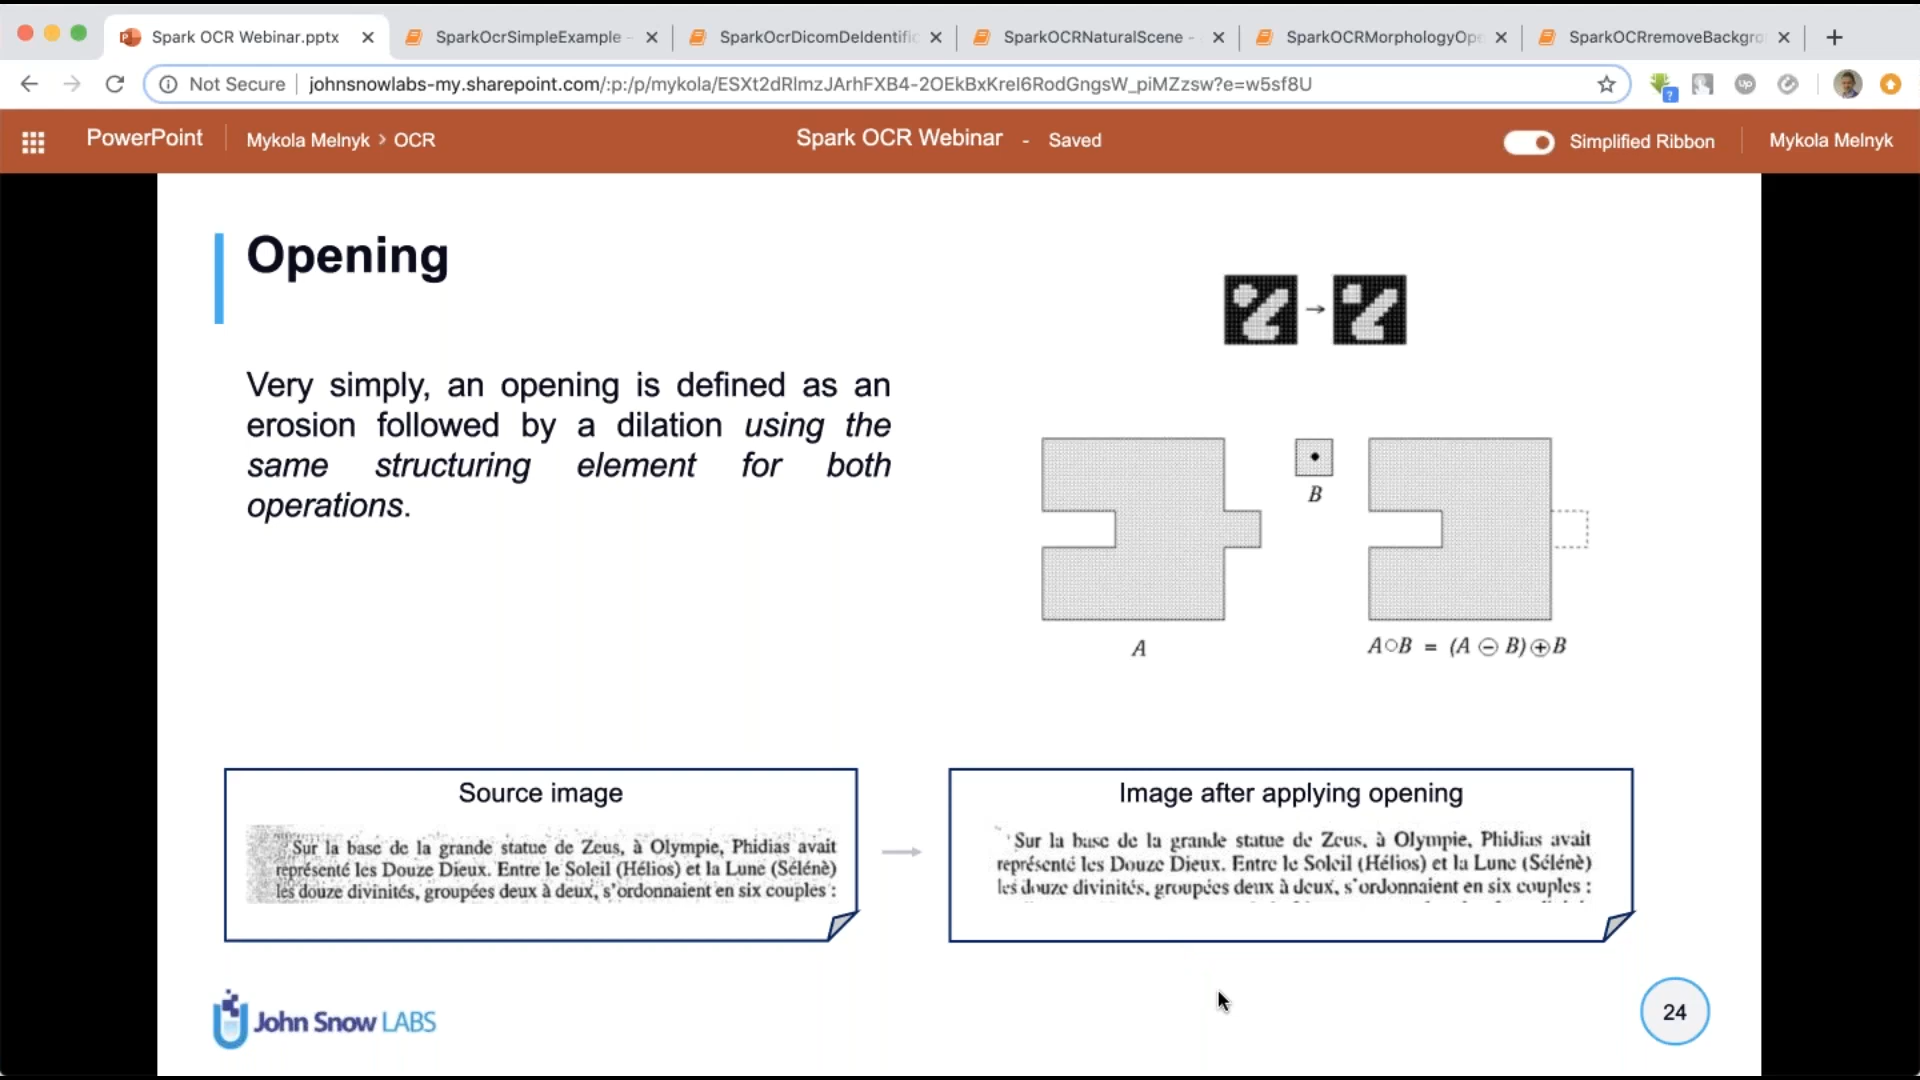 Spark OCR Webinar.pptx
SparkOcrSimpleExample -
SparkOcrDicomDeIdentific
SparkOCRNaturalScene -
SparkOCRMorphologyOpe
SparkOCRremoveBackgro
Not Secure
johnsnowlabs-my.sharepoint.com/:p:/p/mykola/ESXt2dRlmzJArhFXB4-2OEkBxKreI6RodGngsW_piMZzsw?e=w5sf8U
PowerPoint
Mykola Melnyk > OCR
Spark OCR Webinar - Saved
Simplified Ribbon
Mykola Melnyk
Opening
Very simply, an opening is defined as an
erosion followed by a dilation using the
same structuring element for both
operations.
B
A
A○B = (A ⊖ B)⊕B
Source image
Sur la base de la grande statue de Zeus, à Olympie, Phidias avait
représenté les Douze Dieux. Entre le Soleil (Hélios) et la Lune (Sélénè)
les douze divinités, groupées deux à deux, s'ordonnaient en six couples :
Image after applying opening
Sur la base de la grande statue de Zeus, à Olympie, Phidias avait
représenté les Douze Dieux. Entre le Soleil (Hélios) et la Lune (Sélénè)
les douze divinités, groupées deux à deux, s'ordonnaient en six couples :
John Snow LABS
24